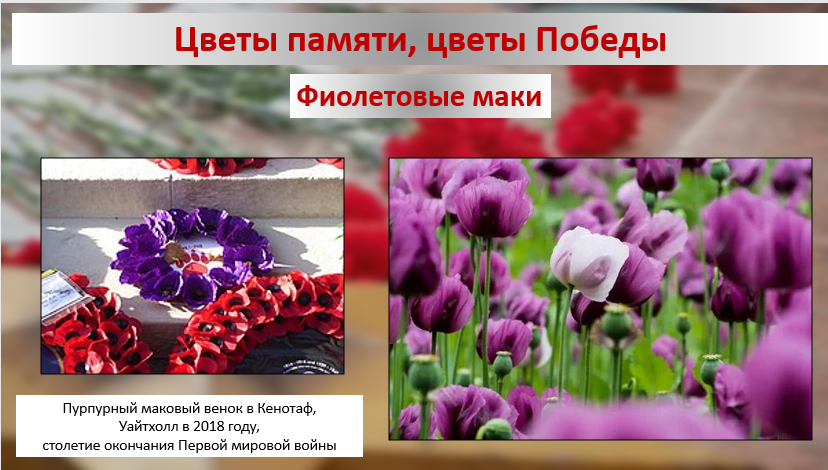 Цветы памяти, цветы Победы
Фиолетовые маки
Пурпурный маковый венок в Кенотаф,
Уайтхолл в 2018 году,
столетие окончания Первой мировой войны